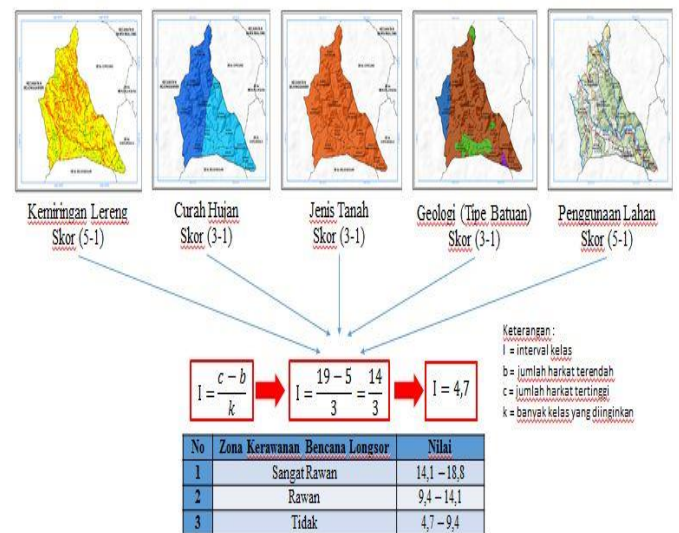 Kemiringan Lereng
Skor (5-1)
Curah Hujan
Skor (3-1)
Jenis Tanah
Skor (3-1)
Geologi (Tipe Batuan)
Skor (3-1)
Penggunaan Lahan
Skor (5-1)
Keterangan :
I = interval kelas
b = jumlah harkat terendah
c = jumlah harkat tertinggi
k = banyak kelas yang diinginkan
I = c − b / k
I = 19 − 5 / 3 = 14 / 3
I = 4,7
No Zona Kerawanan Bencana Longsor Nilai
1 Sangat Rawan 14,1 – 18,8
2 Rawan 9,4 – 14,1
3 Tidak 4,7 – 9,4